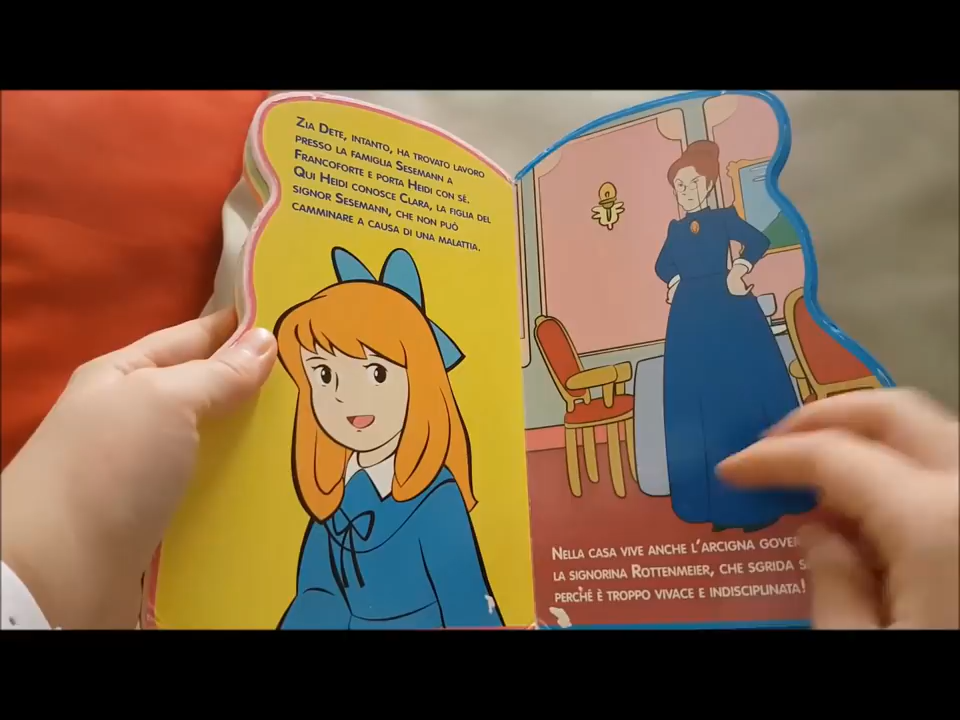 Zia Dete, intanto, ha trovato lavoro
presso la famiglia Sesemann a
Francoforte e porta Heidi con sé.
Qui Heidi conosce Clara, la figlia del
signor Sesemann, che non può
camminare a causa di una malattia.
Nella casa vive anche l'arcigna
la signorina Rottenmeier, che sgrida
perché è troppo vivace e indisciplinata!